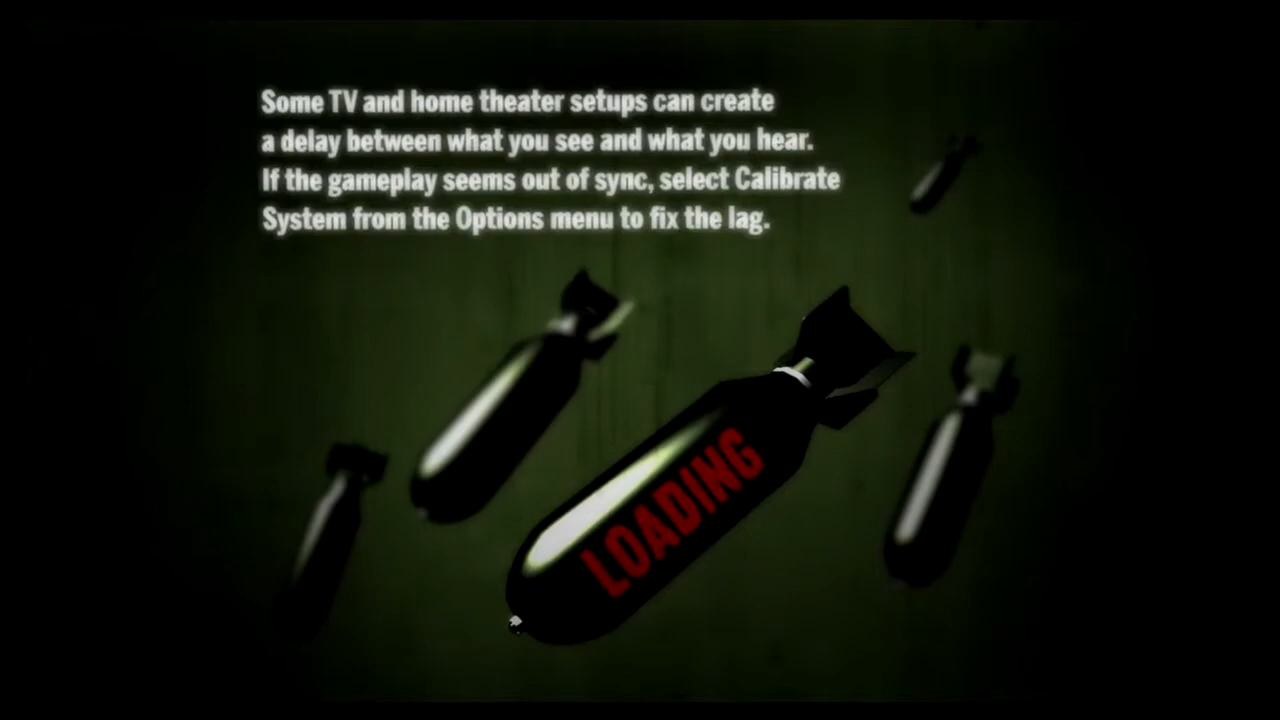 Some TV and home theater setups can create
a delay between what you see and what you hear.
If the gameplay seems out of sync, select Calibrate
System from the Options menu to fix the lag.
LOADING